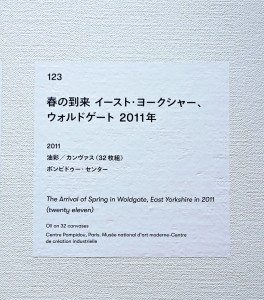 123
春の到来 イースト・ヨークシャー、
ウォルドゲート 2011年
2011
油彩／カンヴァス（32枚組）
ポンピドゥー・センター
The Arrival of Spring in Woldgate, East Yorkshire in 2011
(twenty eleven)
Oil on 32 canvases
Centre Pompidou, Paris. Musée national d'art moderne-Centre
de création industrielle